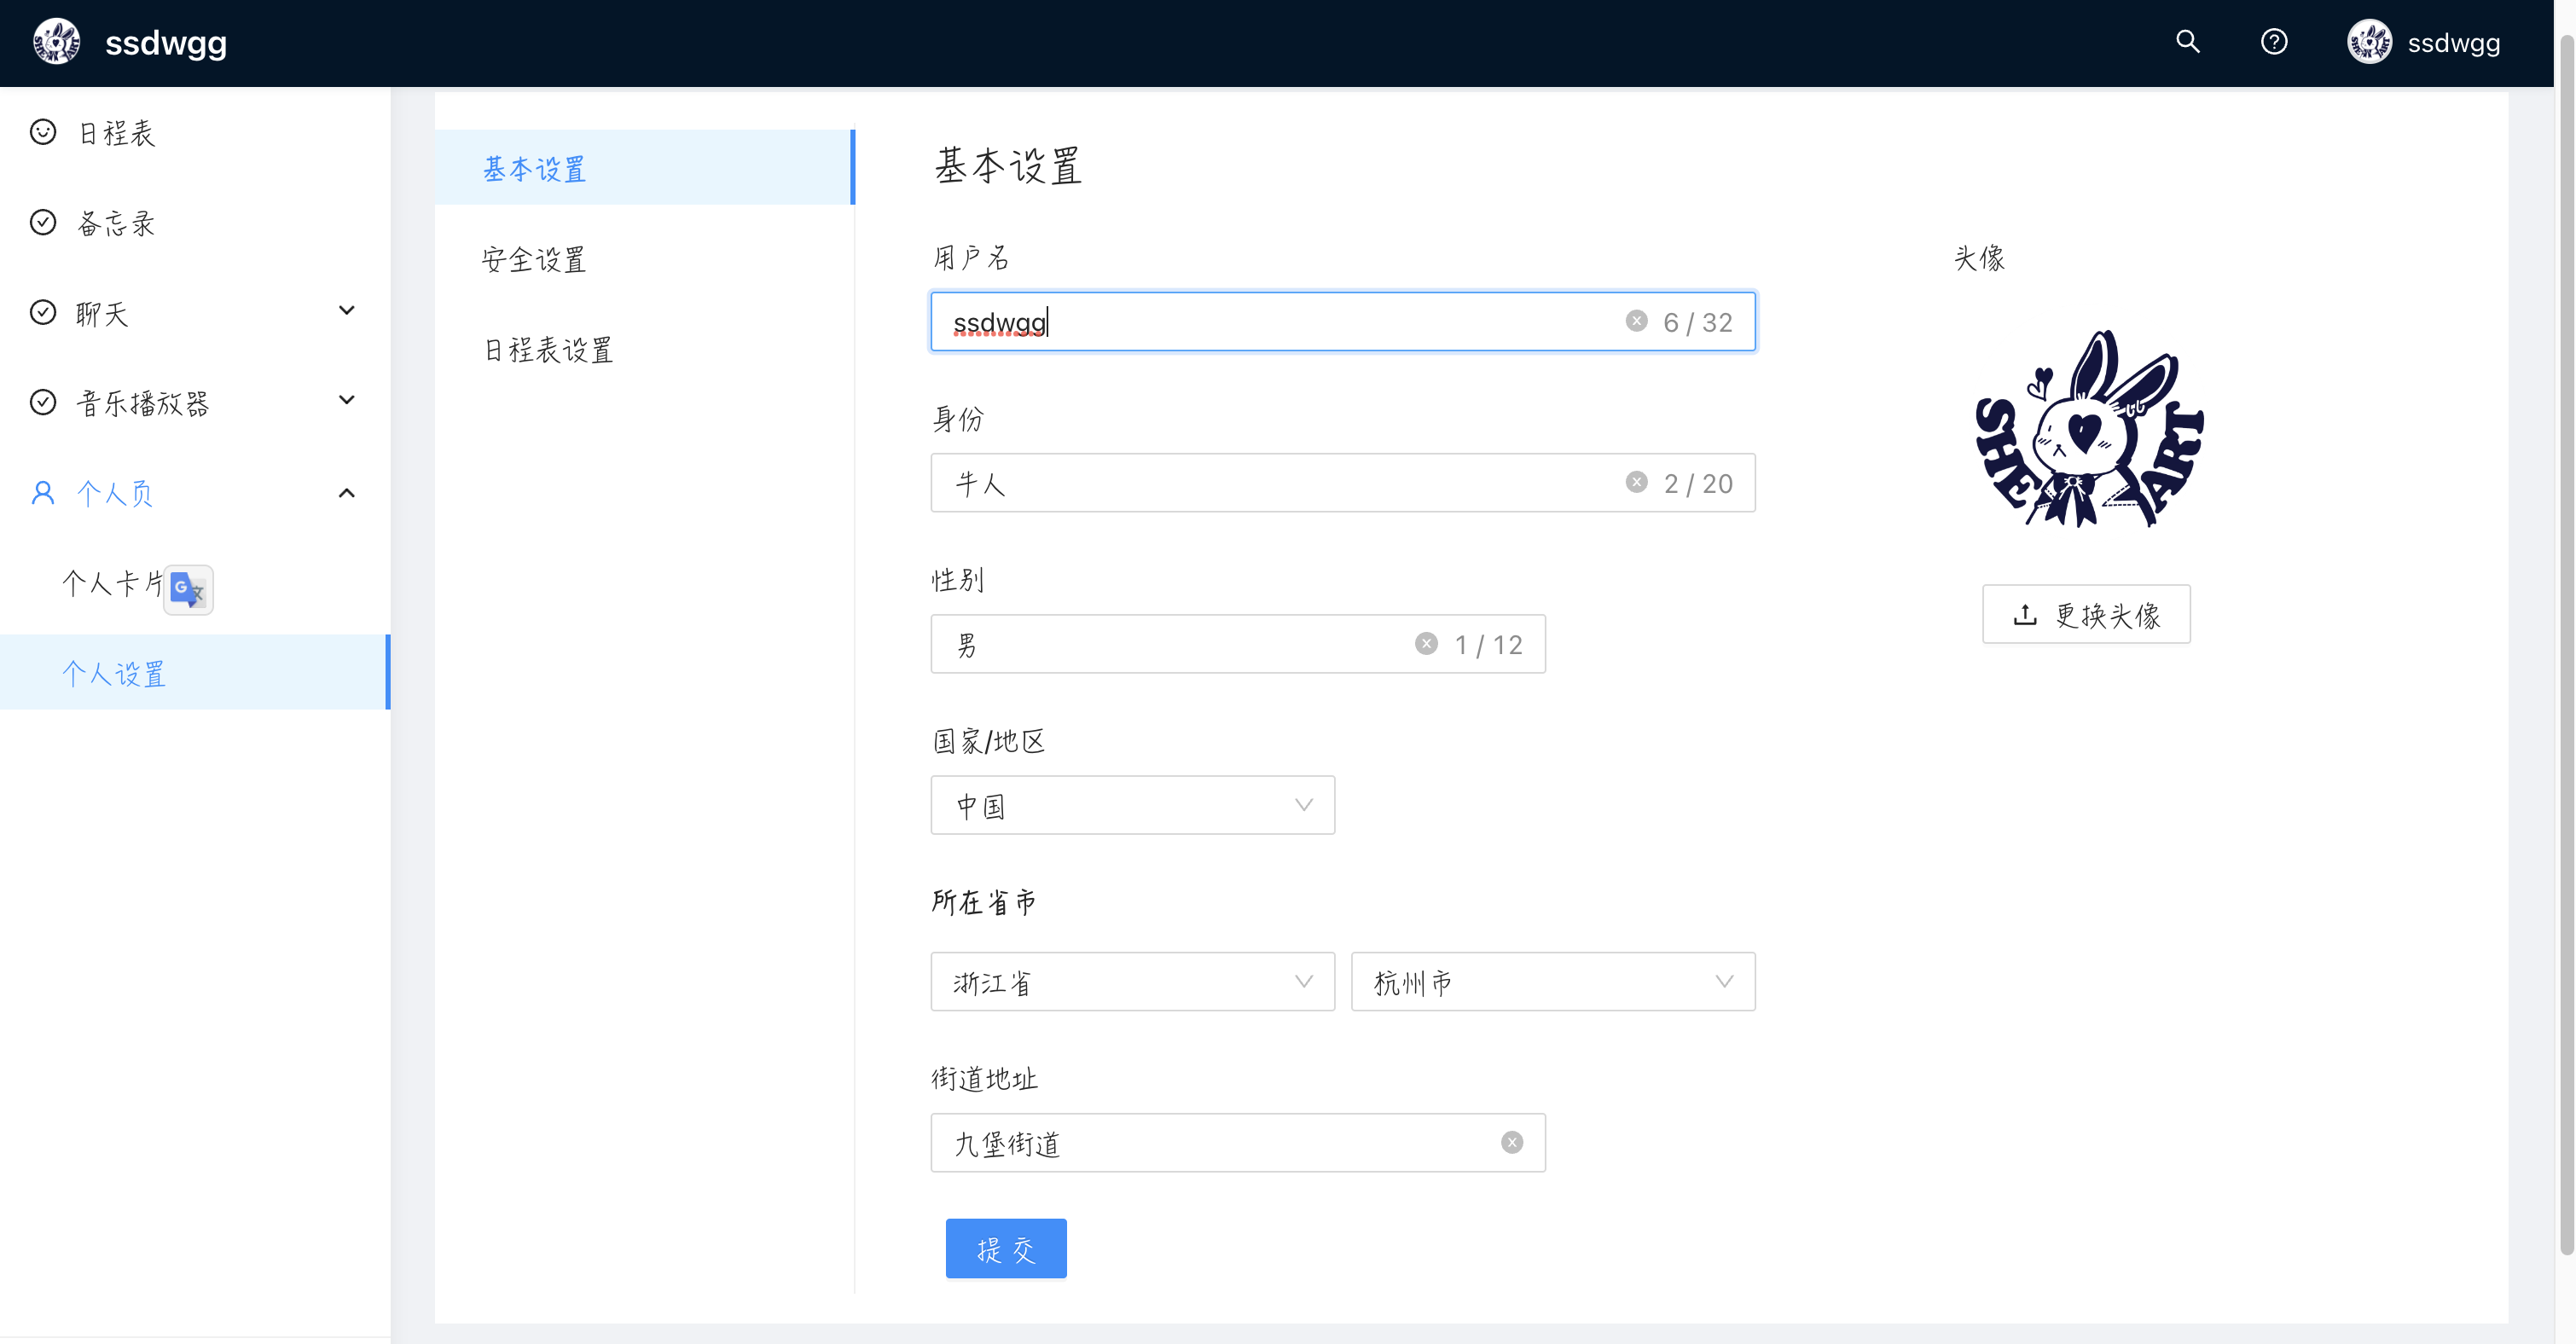 ssdwgg
ssdwgg
日程表
备忘录
聊天
音乐播放器
个人页
个人卡片
个人设置
基本设置
安全设置
日程表设置
基本设置
用户名
ssdwgg 6 / 32
身份
牛人 2 / 20
性别
男 1 / 12
国家/地区
中国
所在省市
浙江省 杭州市
街道地址
九堡街道
提 交
头像
SHE ART
更换头像